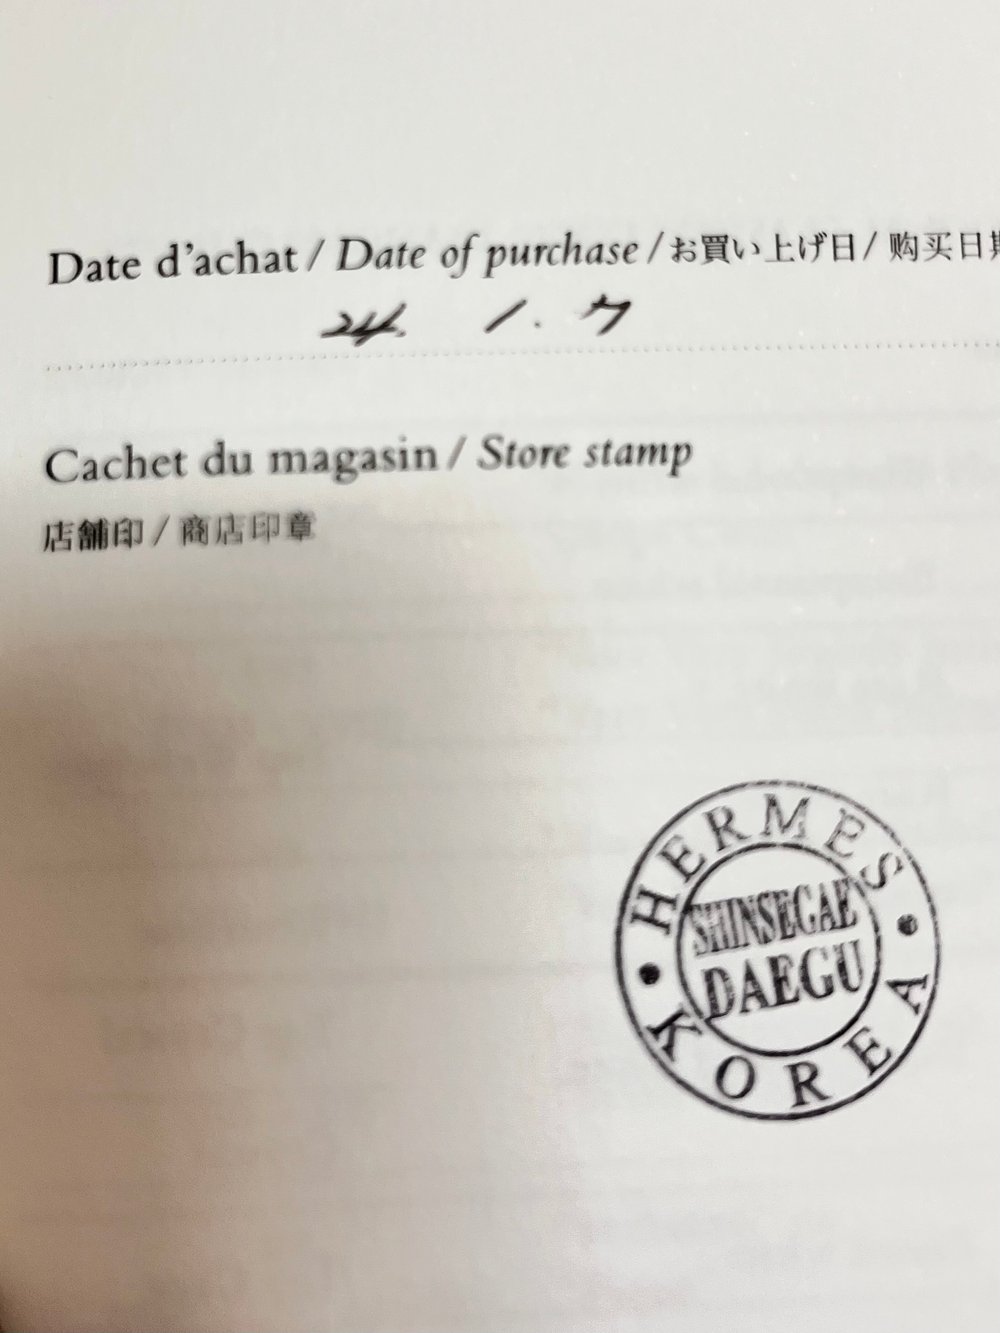 Date d'achat / Date of purchase / お買い上げ日 / 购买日期
24. 1. 7
Cachet du magasin / Store stamp
店舗印 / 商店印章
HERMES
SHINSEGAE
DAEGU
KOREA